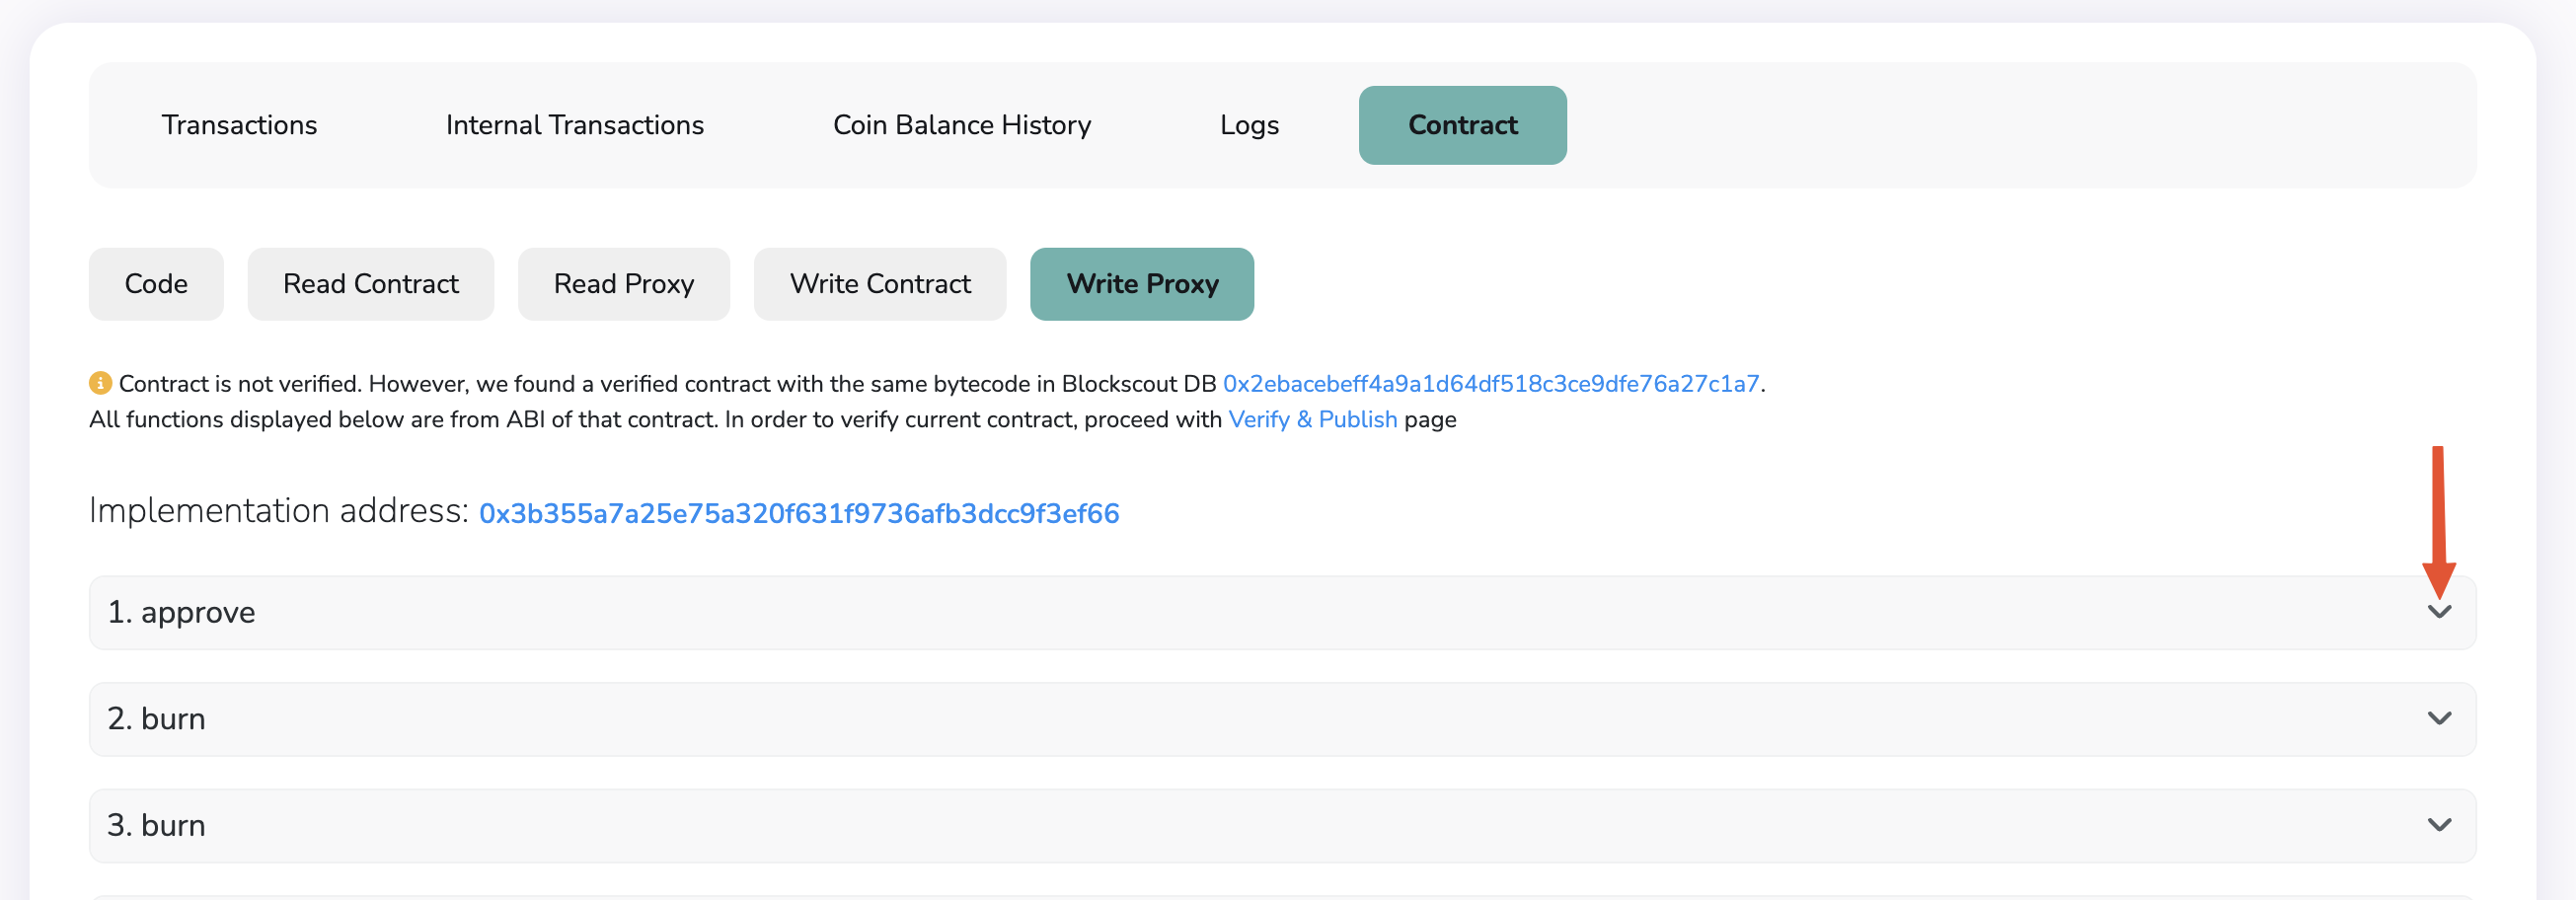 Transactions Internal Transactions Coin Balance History Logs Contract
Code Read Contract Read Proxy Write Contract Write Proxy
Contract is not verified. However, we found a verified contract with the same bytecode in Blockscout DB 0x2ebacebeff4a9a1d64df518c3ce9dfe76a27c1a7.
All functions displayed below are from ABI of that contract. In order to verify current contract, proceed with Verify & Publish page
Implementation address: 0x3b355a7a25e75a320f631f9736afb3dcc9f3ef66
1. approve
2. burn
3. burn